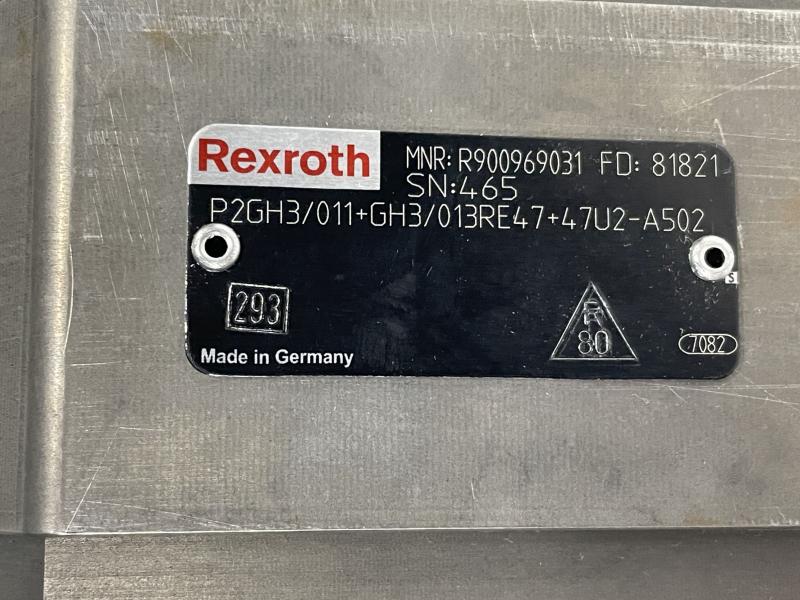 Rexroth
MNR: R900969031 FD: 81821
SN:465
P2GH3/011+GH3/013RE47+47U2-A502
S
293
R
80
7082
Made in Germany